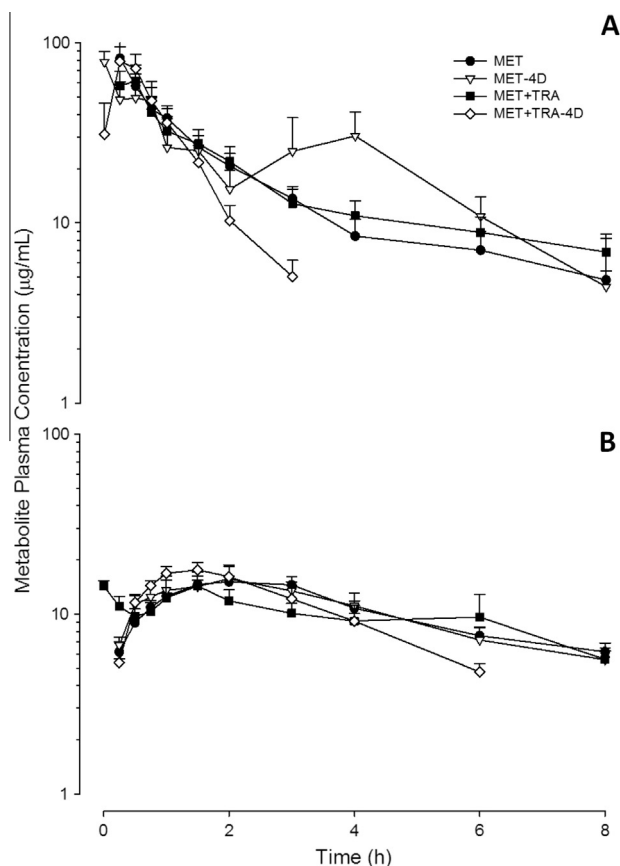 A
100
10
1
MET
MET-4D
MET+TRA
MET+TRA-4D
Metabolite Plasma Conentration (µg/mL)
B
100
10
1
0 2 4 6 8
Time (h)